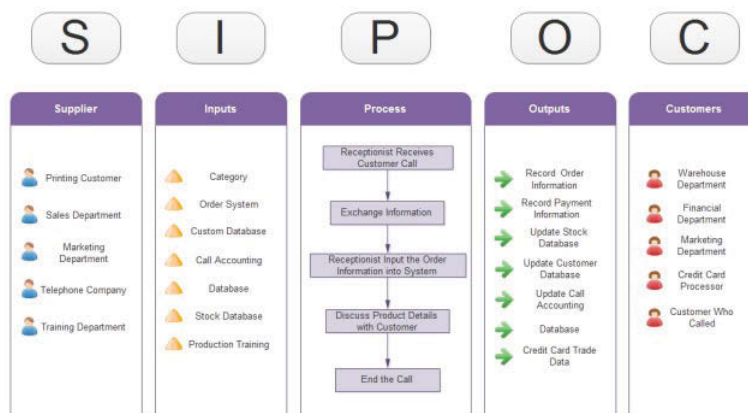 S
I
P
O
C
Supplier
Printing Customer
Sales Department
Marketing
Department
Telephone Company
Training Department
Inputs
Category
Order System
Custom Database
Call Accounting
Database
Stock Database
Production Training
Process
Receptionist Receives
Customer Call
Exchange Information
Receptionist Input the Order
Information into System
Discuss Product Details
with Customer
End the Call
Outputs
Record Order
Information
Record Payment
Information
Update Stock
Database
Update Customer
Database
Update Call
Accounting
Database
Credit Card Trade
Data
Customers
Warehouse
Department
Financial
Department
Marketing
Department
Credit Card
Processor
Customer Who
Called